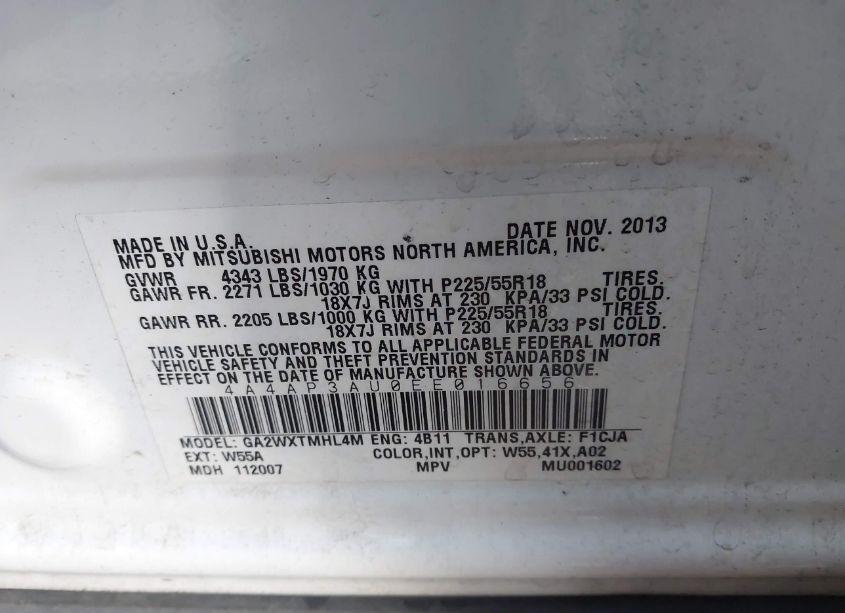 MADE IN U.S.A. DATE NOV. 2013
MFD BY MITSUBISHI MOTORS NORTH AMERICA, INC.
GVWR 4343 LBS/1970 KG
GAWR FR. 2271 LBS/1030 KG WITH P225/55R18 TIRES.
18X7J RIMS AT 230 KPA/33 PSI COLD.
GAWR RR. 2205 LBS/1000 KG WITH P225/55R18 TIRES.
18X7J RIMS AT 230 KPA/33 PSI COLD.
THIS VEHICLE CONFORMS TO ALL APPLICABLE FEDERAL MOTOR
VEHICLE SAFETY AND THEFT PREVENTION STANDARDS IN
EFFECT ON THE DATE OF MANUFACTURE SHOWN ABOVE.
4A4AP3AU0EE016656
MODEL: GA2WXTMHL4M ENG: 4B11 TRANS,AXLE: F1CJA
EXT: W55A COLOR,INT,OPT: W55,41X,A02
MDH 112007 MPV MU001602